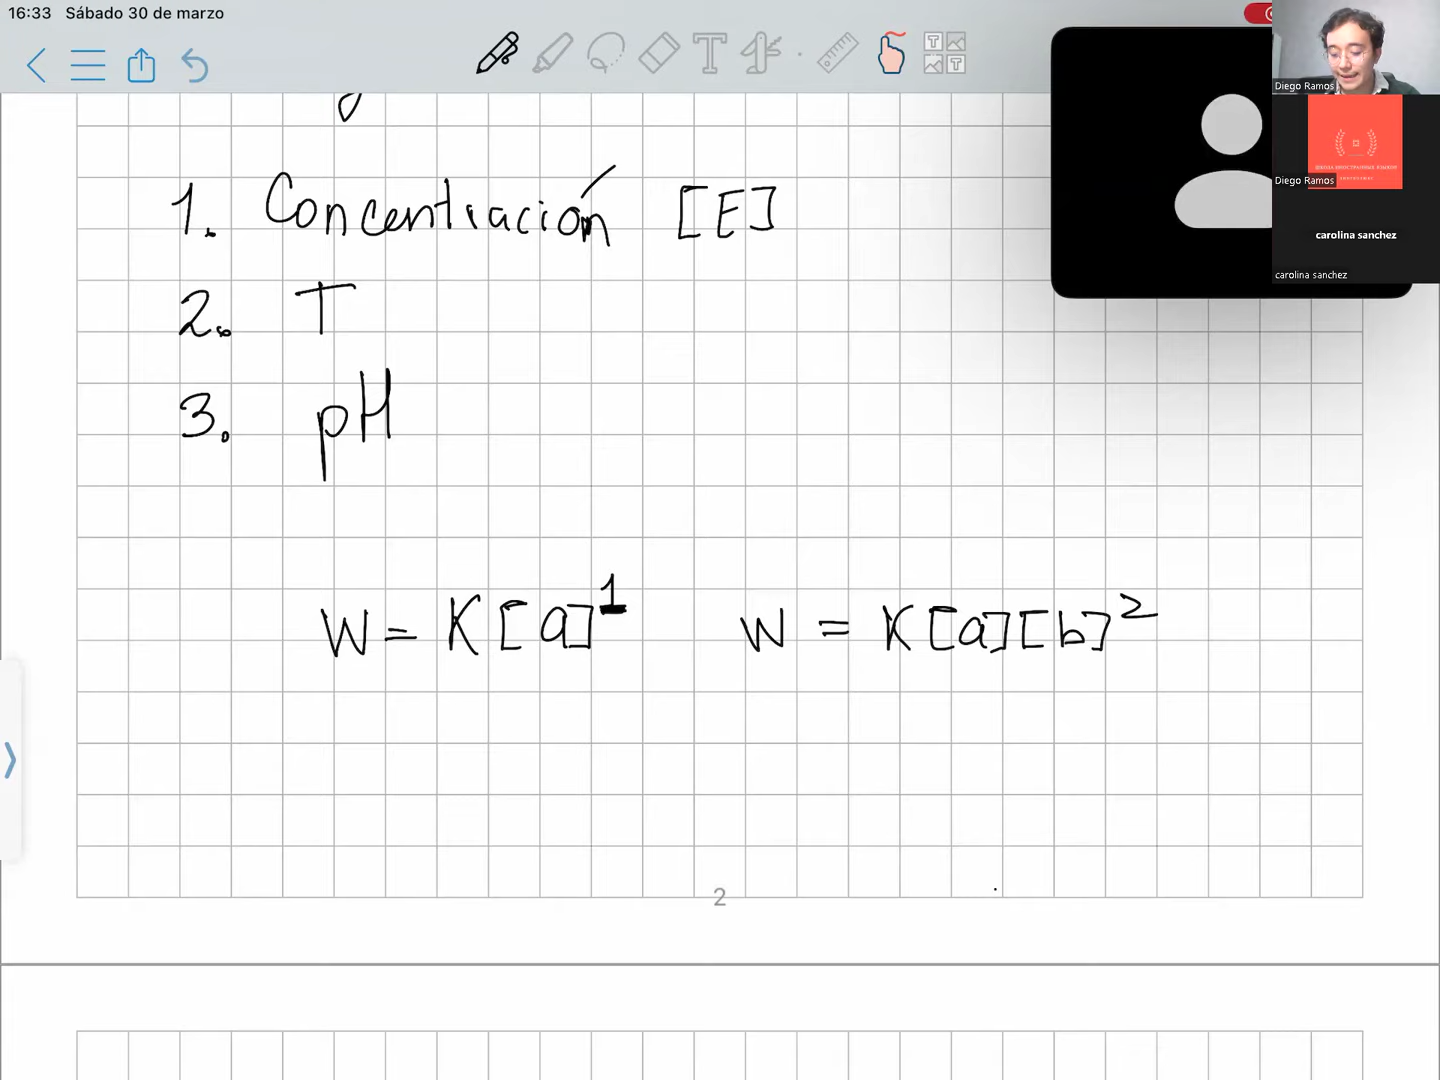 16:33 Sábado 30 de marzo
Diego Ramos
Diego Ramos
carolina sanchez
carolina sanchez
1. Concentración [E]
2. T
3. pH
W = K[a]¹ W = K[a][b]²
2